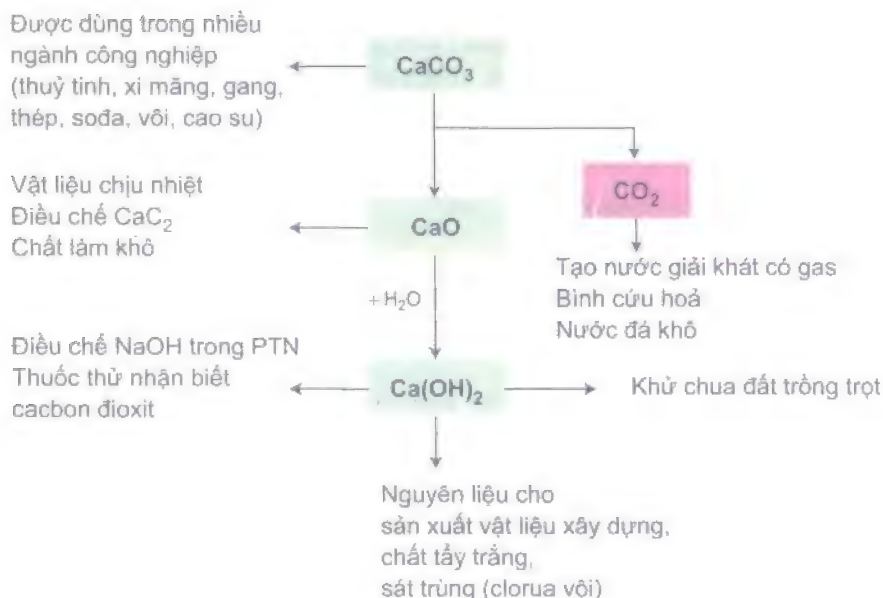 Được dùng trong nhiều
ngành công nghiệp
(thuỷ tinh, xi măng, gang,
thép, sođa, vôi, cao su)
CaCO₃
CO₂
Vật liệu chịu nhiệt
Điều chế CaC₂
Chất làm khô
CaO
Tạo nước giải khát có gas
Bình cứu hoả
Nước đá khô
+ H₂O
Điều chế NaOH trong PTN
Thuốc thử nhận biết
cacbon đioxit
Ca(OH)₂
Khử chua đất trồng trọt
Nguyên liệu cho
sản xuất vật liệu xây dựng,
chất tẩy trắng,
sát trùng (clorua vôi)